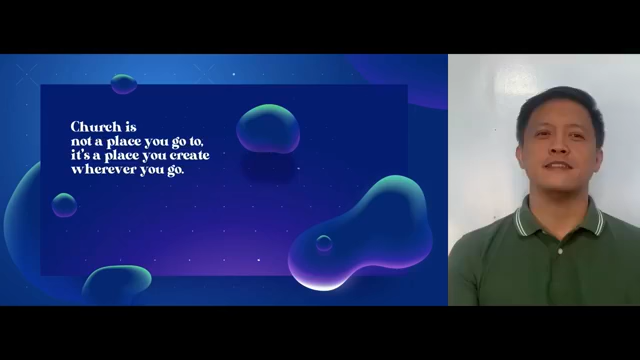 Church is
not a place you go to,
it's a place you create
wherever you go.